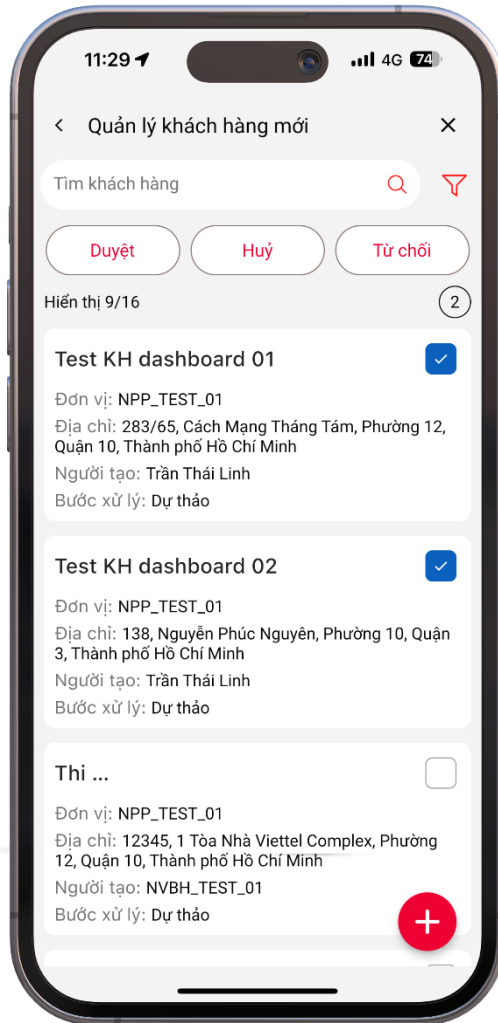 11:29 4G 74
Quản lý khách hàng mới
Tìm khách hàng
Duyệt Huỷ Từ chối
Hiển thị 9/16 2
Test KH dashboard 01
Đơn vị: NPP_TEST_01
Địa chỉ: 283/65, Cách Mạng Tháng Tám, Phường 12,
Quận 10, Thành phố Hồ Chí Minh
Người tạo: Trần Thái Linh
Bước xử lý: Dự thảo
Test KH dashboard 02
Đơn vị: NPP_TEST_01
Địa chỉ: 138, Nguyễn Phúc Nguyên, Phường 10, Quận
3, Thành phố Hồ Chí Minh
Người tạo: Trần Thái Linh
Bước xử lý: Dự thảo
Thi ...
Đơn vị: NPP_TEST_01
Địa chỉ: 12345, 1 Tòa Nhà Viettel Complex, Phường
12, Quận 10, Thành phố Hồ Chí Minh
Người tạo: NVBH_TEST_01
Bước xử lý: Dự thảo